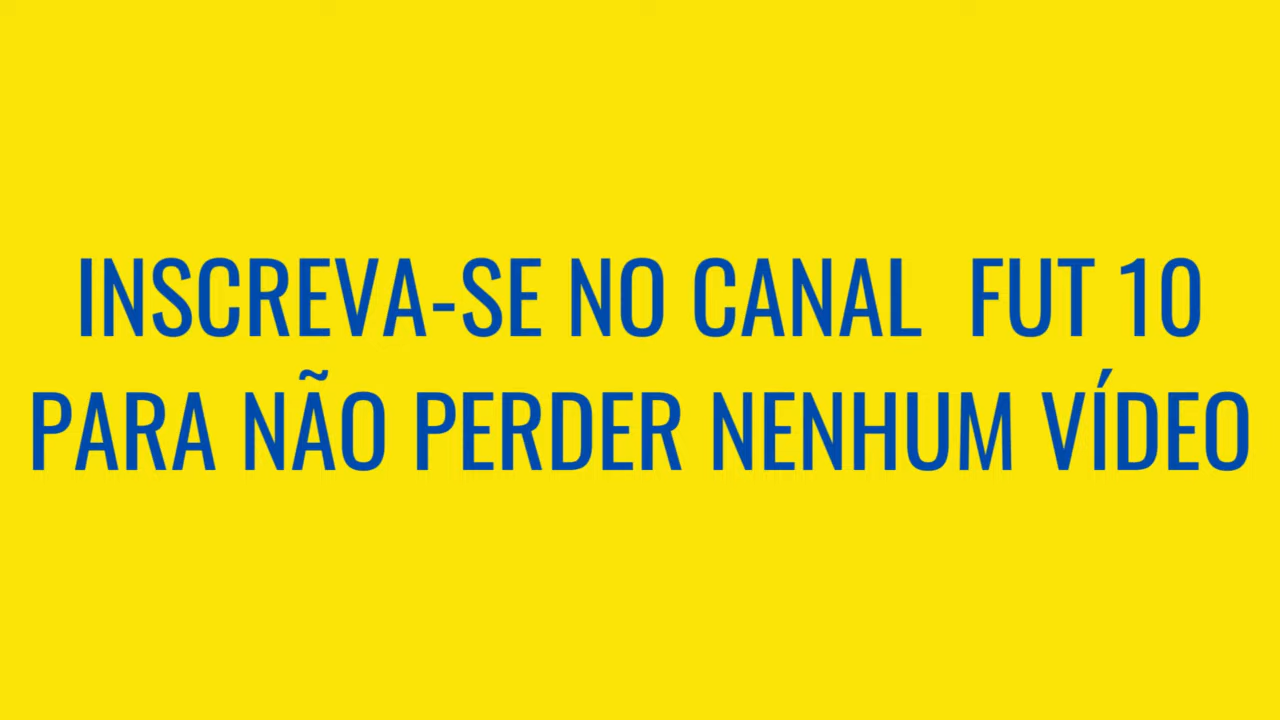 INSCREVA-SE NO CANAL  FUT 10
PARA NÃO PERDER NENHUM VÍDEO